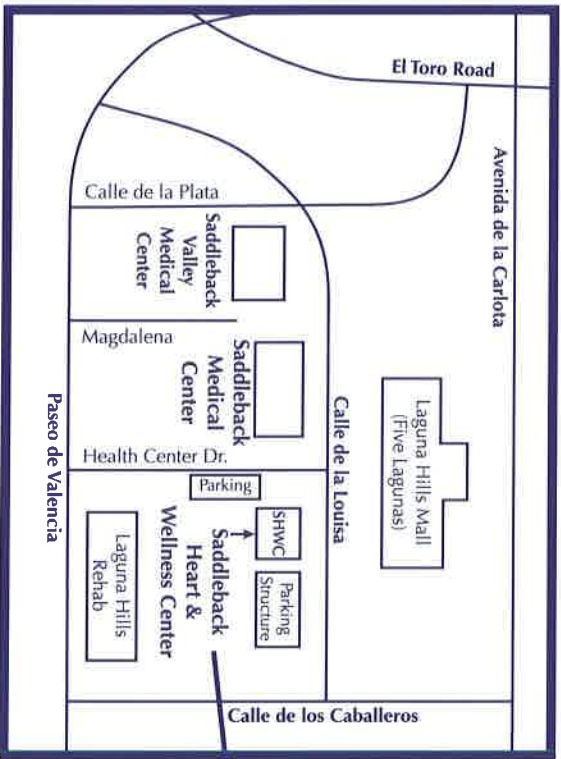 El Toro Road
Avenida de la Carlota
Calle de la Plata
Saddleback
Valley
Medical
Center
Magdalena
Saddleback
Medical
Center
Laguna Hills Mall
(Five Lagunas)
Calle de la Louisa
Paseo de Valencia
Health Center Dr.
Parking
SHWC
Parking
Structure
Saddleback
Heart &
Wellness Center
Laguna Hills
Rehab
Calle de los Caballeros